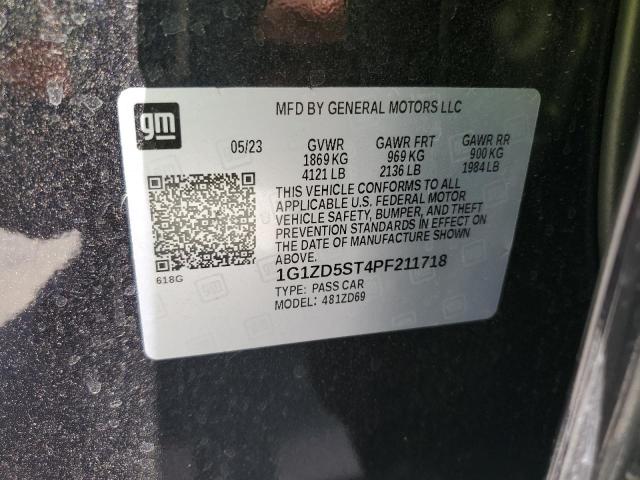 gm
MFD BY GENERAL MOTORS LLC
05/23 GVWR GAWR FRT GAWR RR
1869 KG 969 KG 900 KG
4121 LB 2136 LB 1984 LB
THIS VEHICLE CONFORMS TO ALL
APPLICABLE U.S. FEDERAL MOTOR
VEHICLE SAFETY, BUMPER, AND THEFT
PREVENTION STANDARDS IN EFFECT ON
THE DATE OF MANUFACTURE SHOWN
ABOVE.
618G
1G1ZD5ST4PF211718
TYPE: PASS CAR
MODEL: 481ZD69